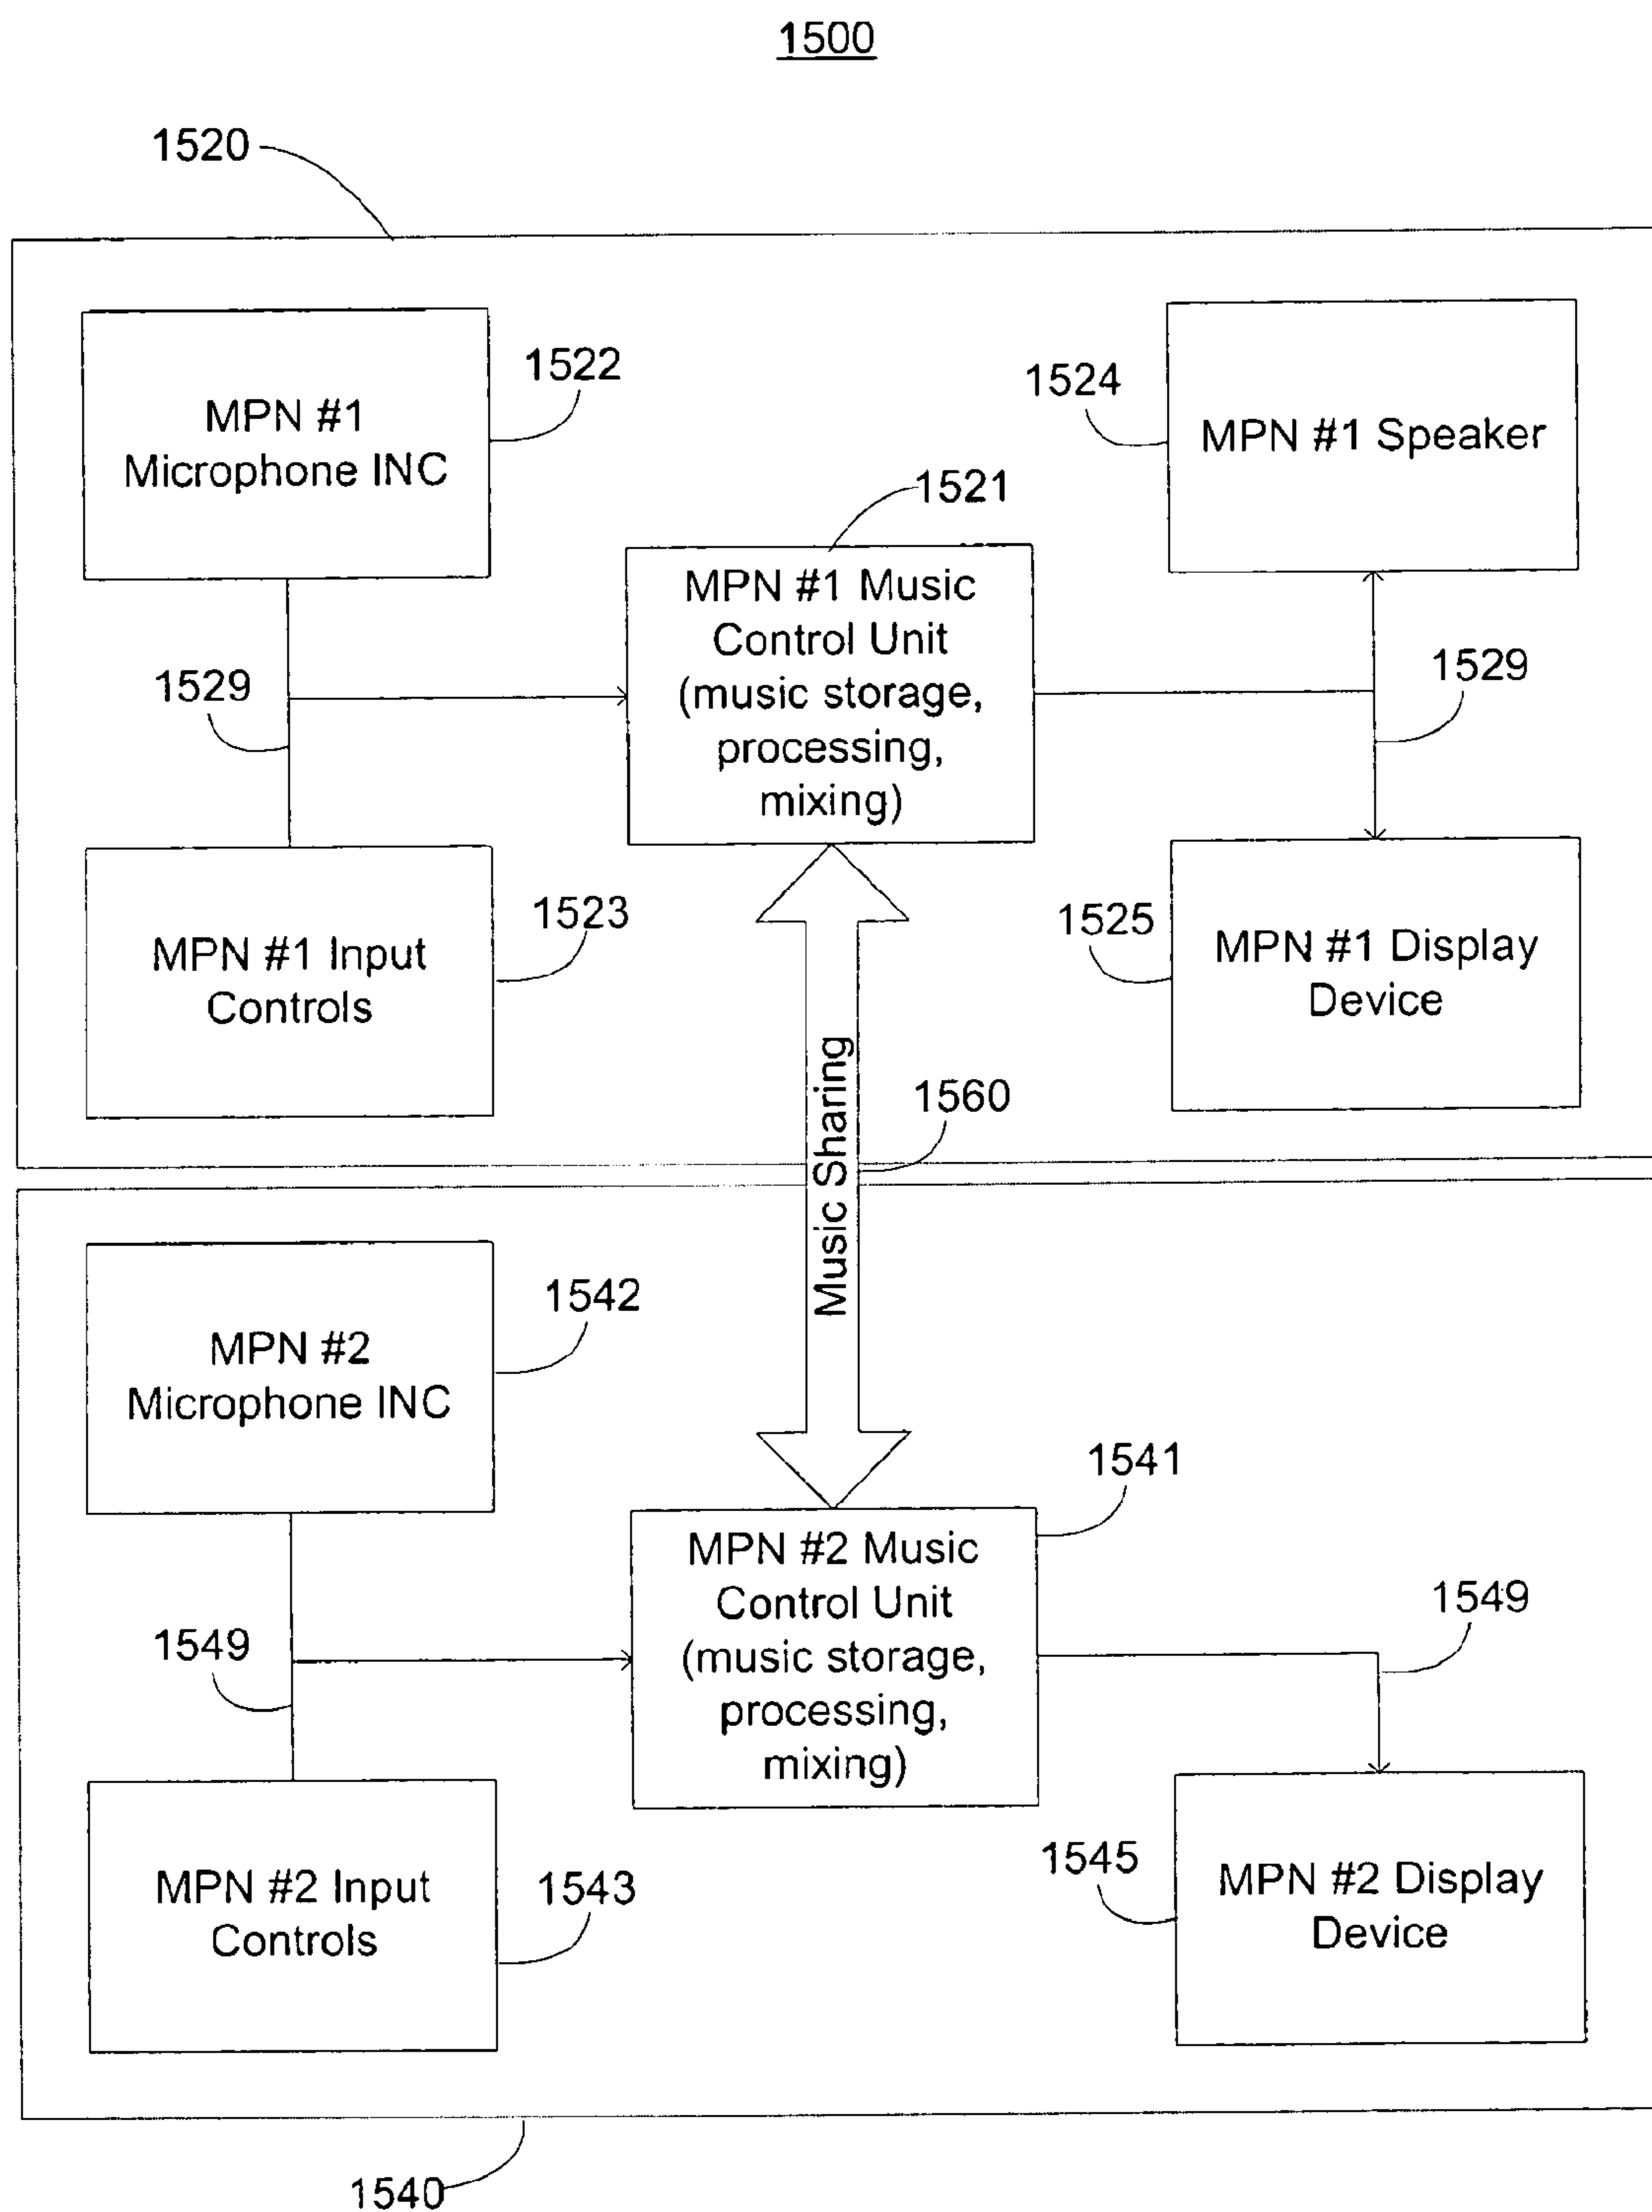 1500
1520
MPN #1
Microphone INC
1522
1524
MPN #1 Speaker
1521
MPN #1 Music
Control Unit
(music storage,
processing,
mixing)
1529
1529
MPN #1 Input
Controls
1523
1525
MPN #1 Display
Device
Music Sharing
1560
MPN #2
Microphone INC
1542
1541
MPN #2 Music
Control Unit
(music storage,
processing,
mixing)
1549
1549
MPN #2 Input
Controls
1543
1545
MPN #2 Display
Device
1540